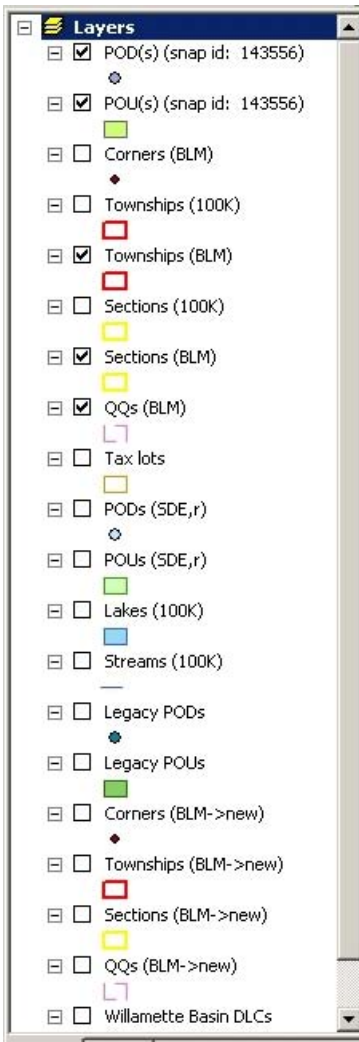 Layers
POD(s) (snap id: 143556)
POU(s) (snap id: 143556)
Corners (BLM)
Townships (100K)
Townships (BLM)
Sections (100K)
Sections (BLM)
QQs (BLM)
Tax lots
PODs (SDE,r)
POUs (SDE,r)
Lakes (100K)
Streams (100K)
Legacy PODs
Legacy POUs
Corners (BLM->new)
Townships (BLM->new)
Sections (BLM->new)
QQs (BLM->new)
Willamette Basin DLCs